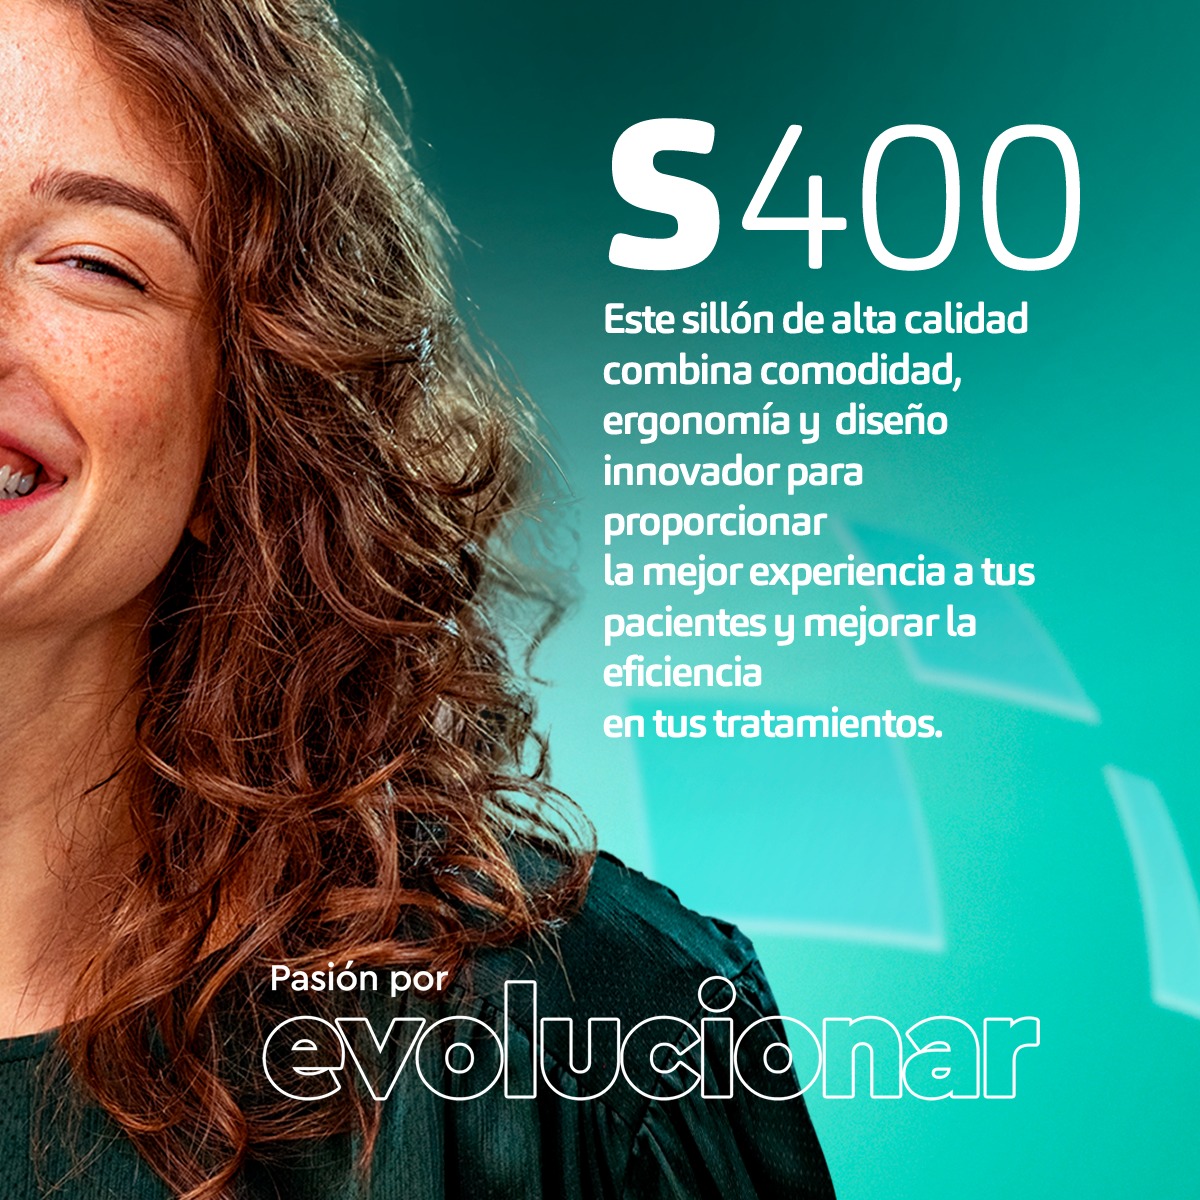 S400
Este sillón de alta calidad
combina comodidad,
ergonomía y diseño
innovador para
proporcionar
la mejor experiencia a tus
pacientes y mejorar la
eficiencia
en tus tratamientos.
Pasión por
evolucionar